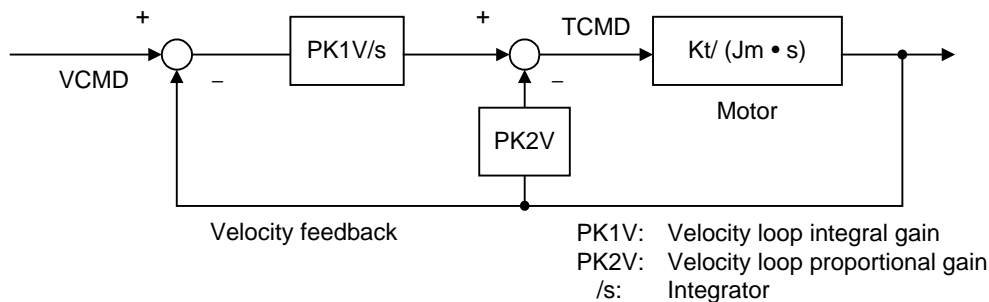 +
+
TCMD
PK1V/s
Kt/ (Jm • s)
VCMD
–
–
Motor
PK2V
Velocity feedback
PK1V: Velocity loop integral gain
PK2V: Velocity loop proportional gain
/s: Integrator